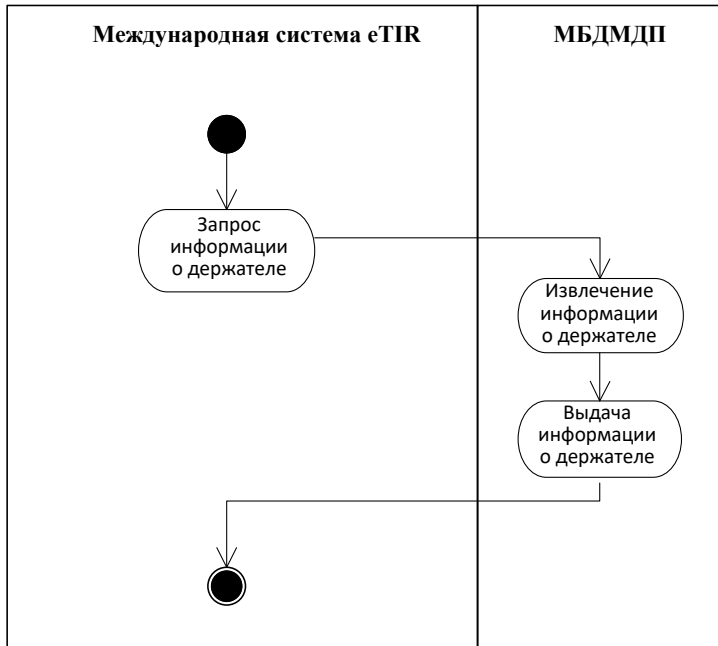 Международная система eTIR
МБДМДП
Запрос
информации
о держателе
Извлечение
информации
о держателе
Выдача
информации
о держателе